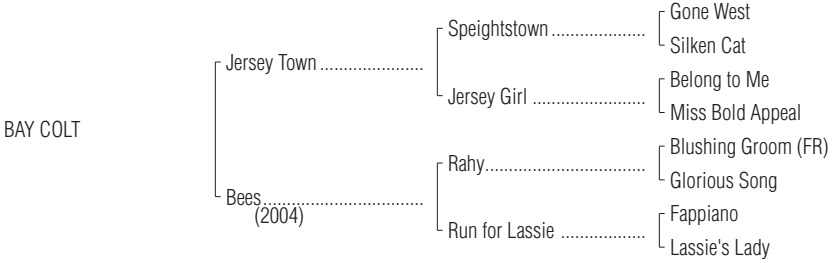 Gone West
Speightstown ....................
Silken Cat
Jersey Town ......................
Belong to Me
Jersey Girl ........................
Miss Bold Appeal
BAY COLT
Blushing Groom (FR)
Rahy..................................
Glorious Song
Bees..................................
(2004)
Fappiano
Run for Lassie ..................
Lassie's Lady